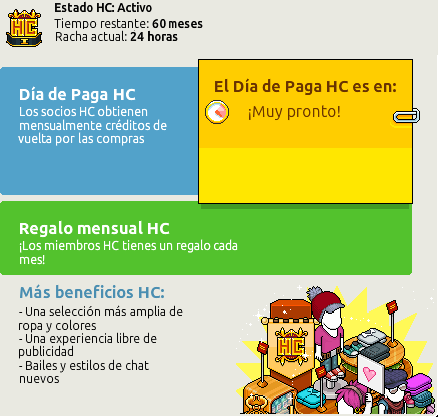 HC
Estado HC: Activo
Tiempo restante: 60 meses
Racha actual: 24 horas
Día de Paga HC
Los socios HC obtienen
mensualmente créditos de
vuelta por las compras
El Día de Paga HC es en:
¡Muy pronto!
Regalo mensual HC
¡Los miembros HC tienes un regalo cada
mes!
Más beneficios HC:
- Una selección más amplia de
ropa y colores
- Una experiencia libre de
publicidad
- Bailes y estilos de chat
nuevos
HC